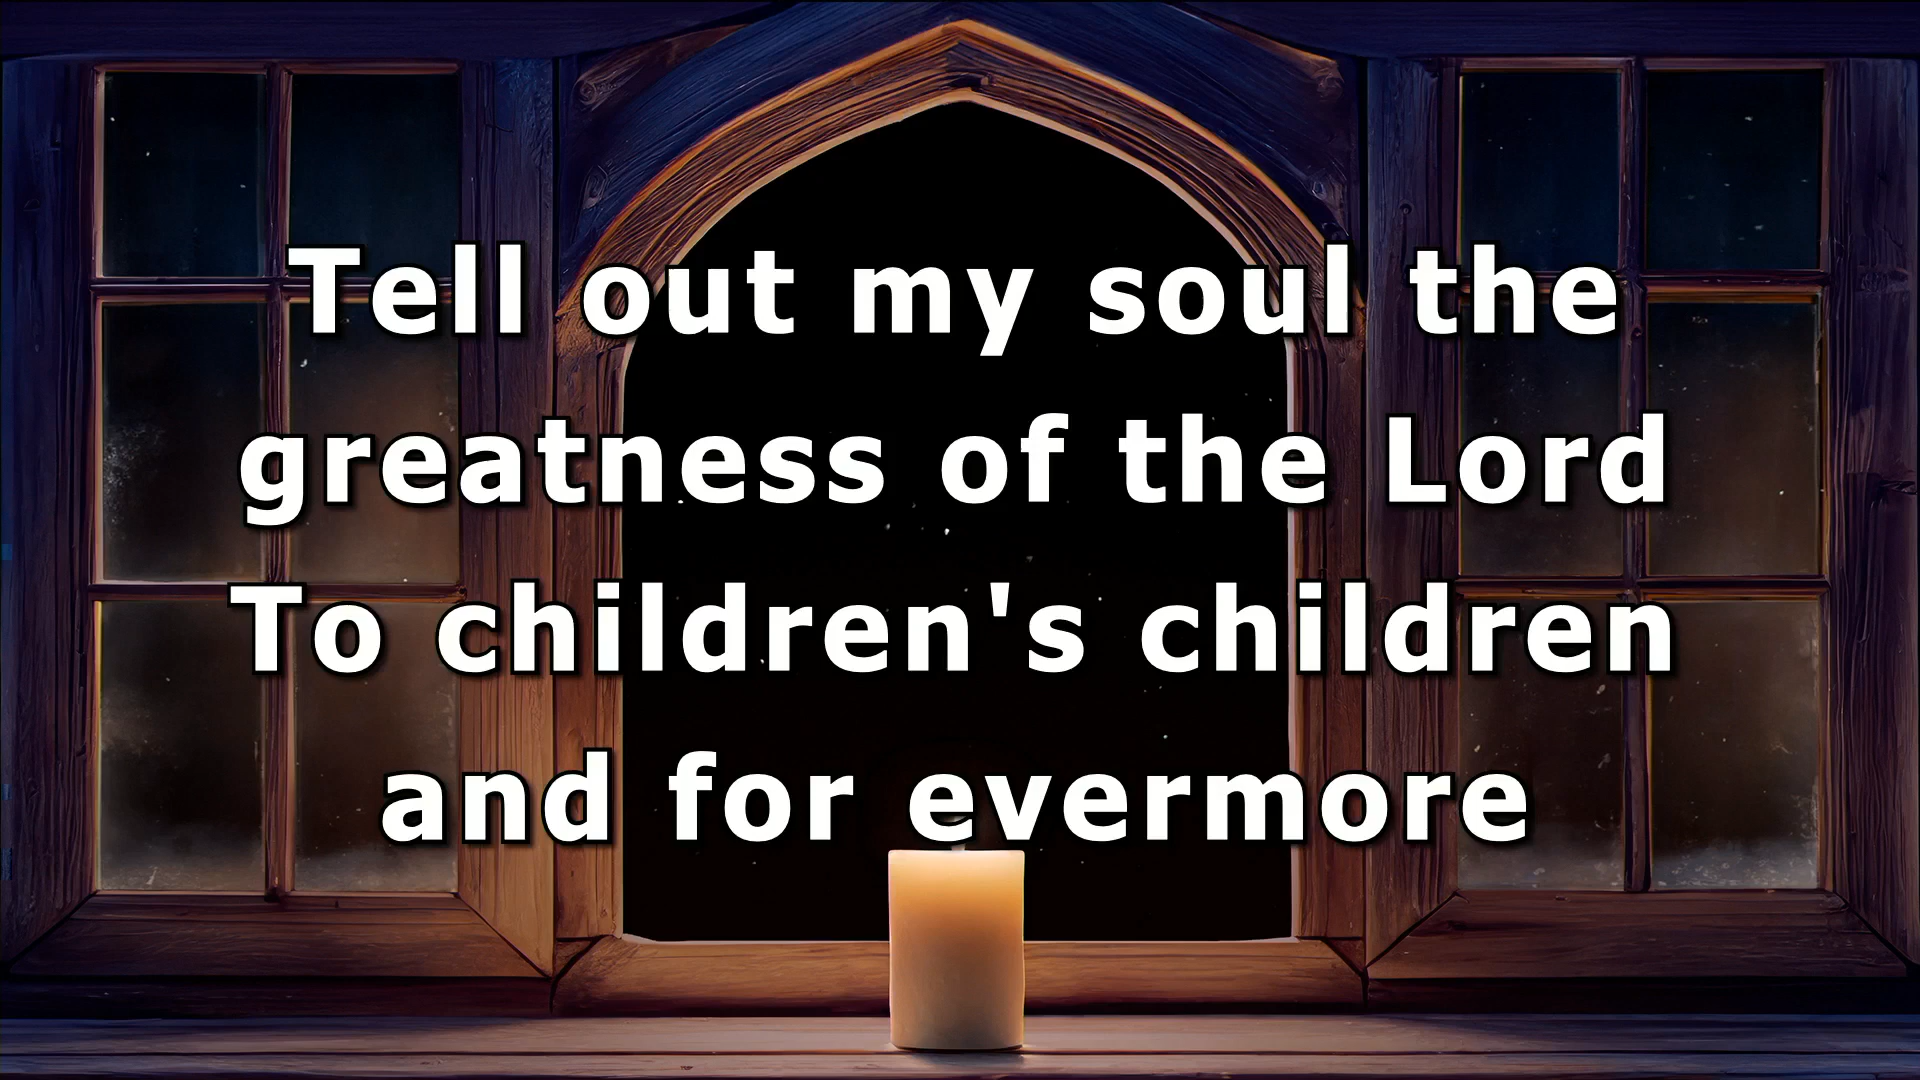 Tell out my soul the
greatness of the Lord
To children's children
and for evermore